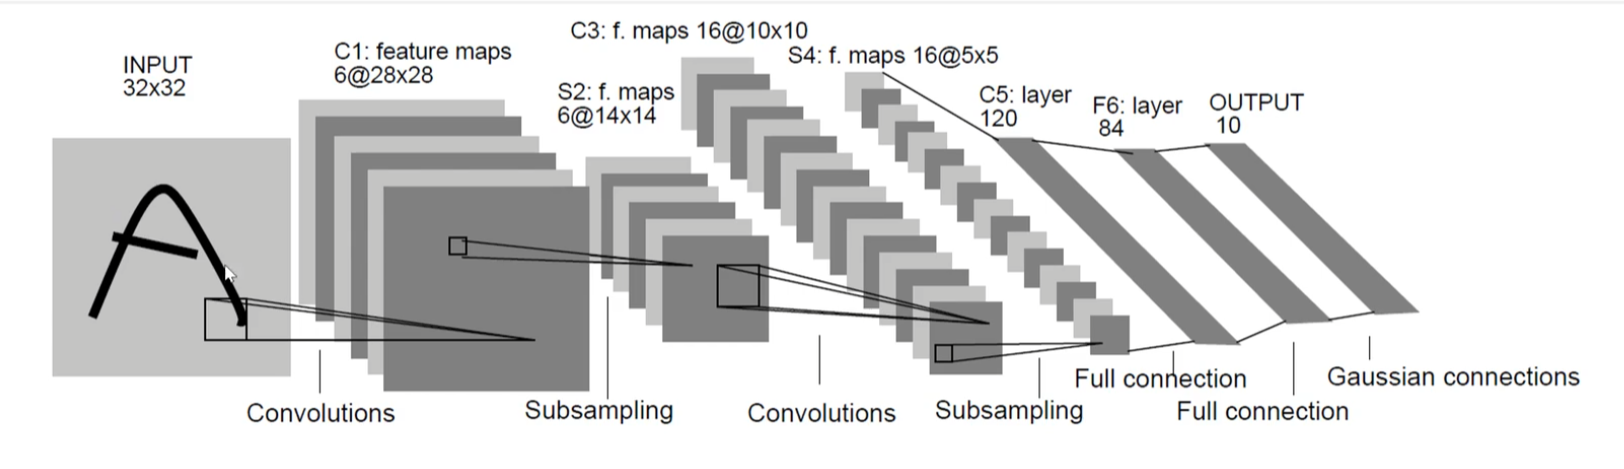 INPUT
32x32
C1: feature maps
6@28x28
C3: f. maps 16@10x10
S2: f. maps
6@14x14
S4: f. maps 16@5x5
C5: layer
120
F6: layer
84
OUTPUT
10
Convolutions
Subsampling
Convolutions
Subsampling
Full connection
Full connection
Gaussian connections